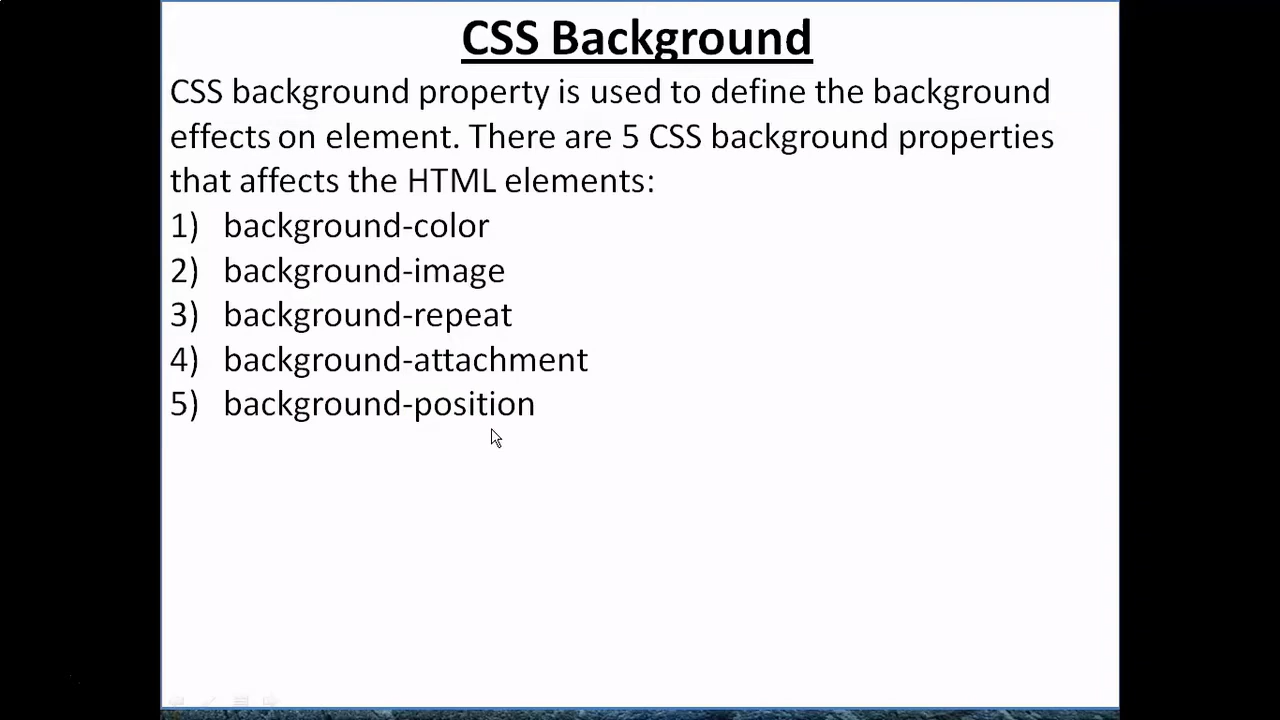 CSS Background
CSS background property is used to define the background
effects on element. There are 5 CSS background properties
that affects the HTML elements:
1) background-color
2) background-image
3) background-repeat
4) background-attachment
5) background-position